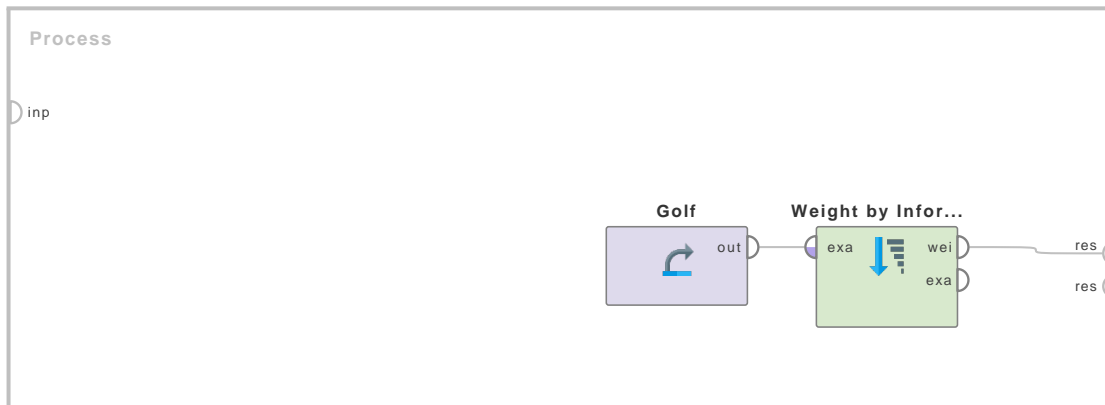 Process
inp
Golf
Weight by Infor...
out
exa
wei
res
exa
res